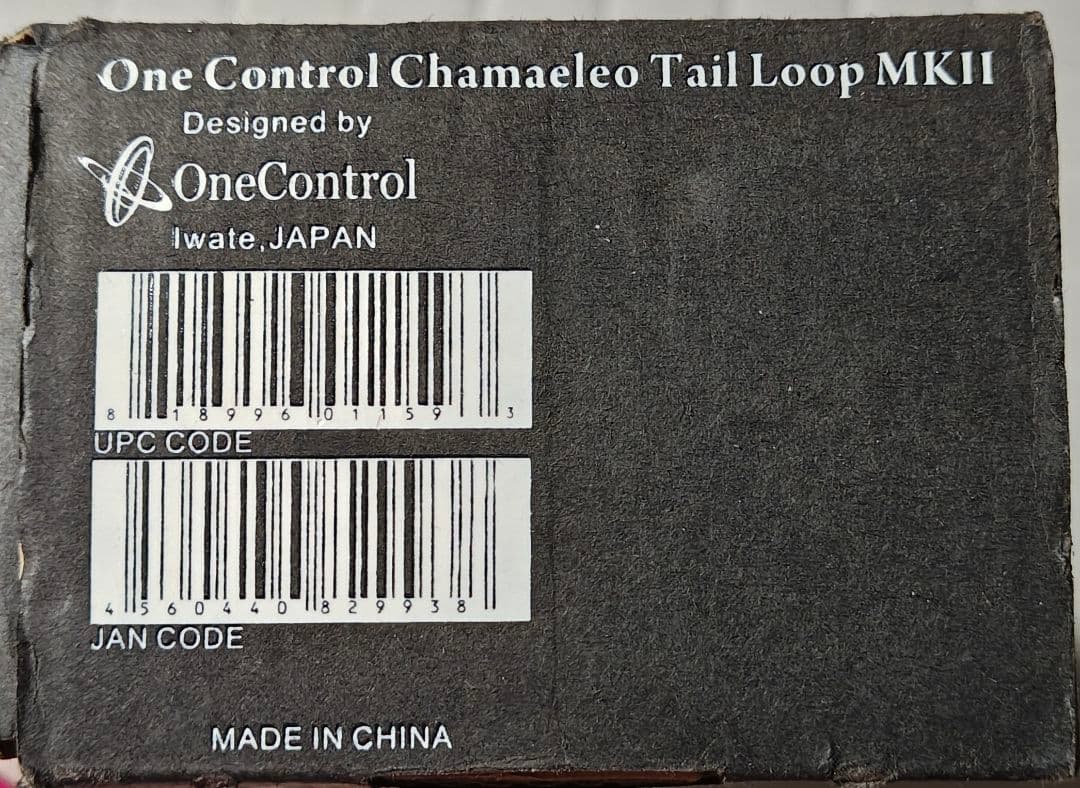 One Control Chamaeleo Tail Loop MKII
Designed by
OneControl
Iwate,JAPAN
8 18996 01159 3
UPC CODE
4 560440 829938
JAN CODE
MADE IN CHINA